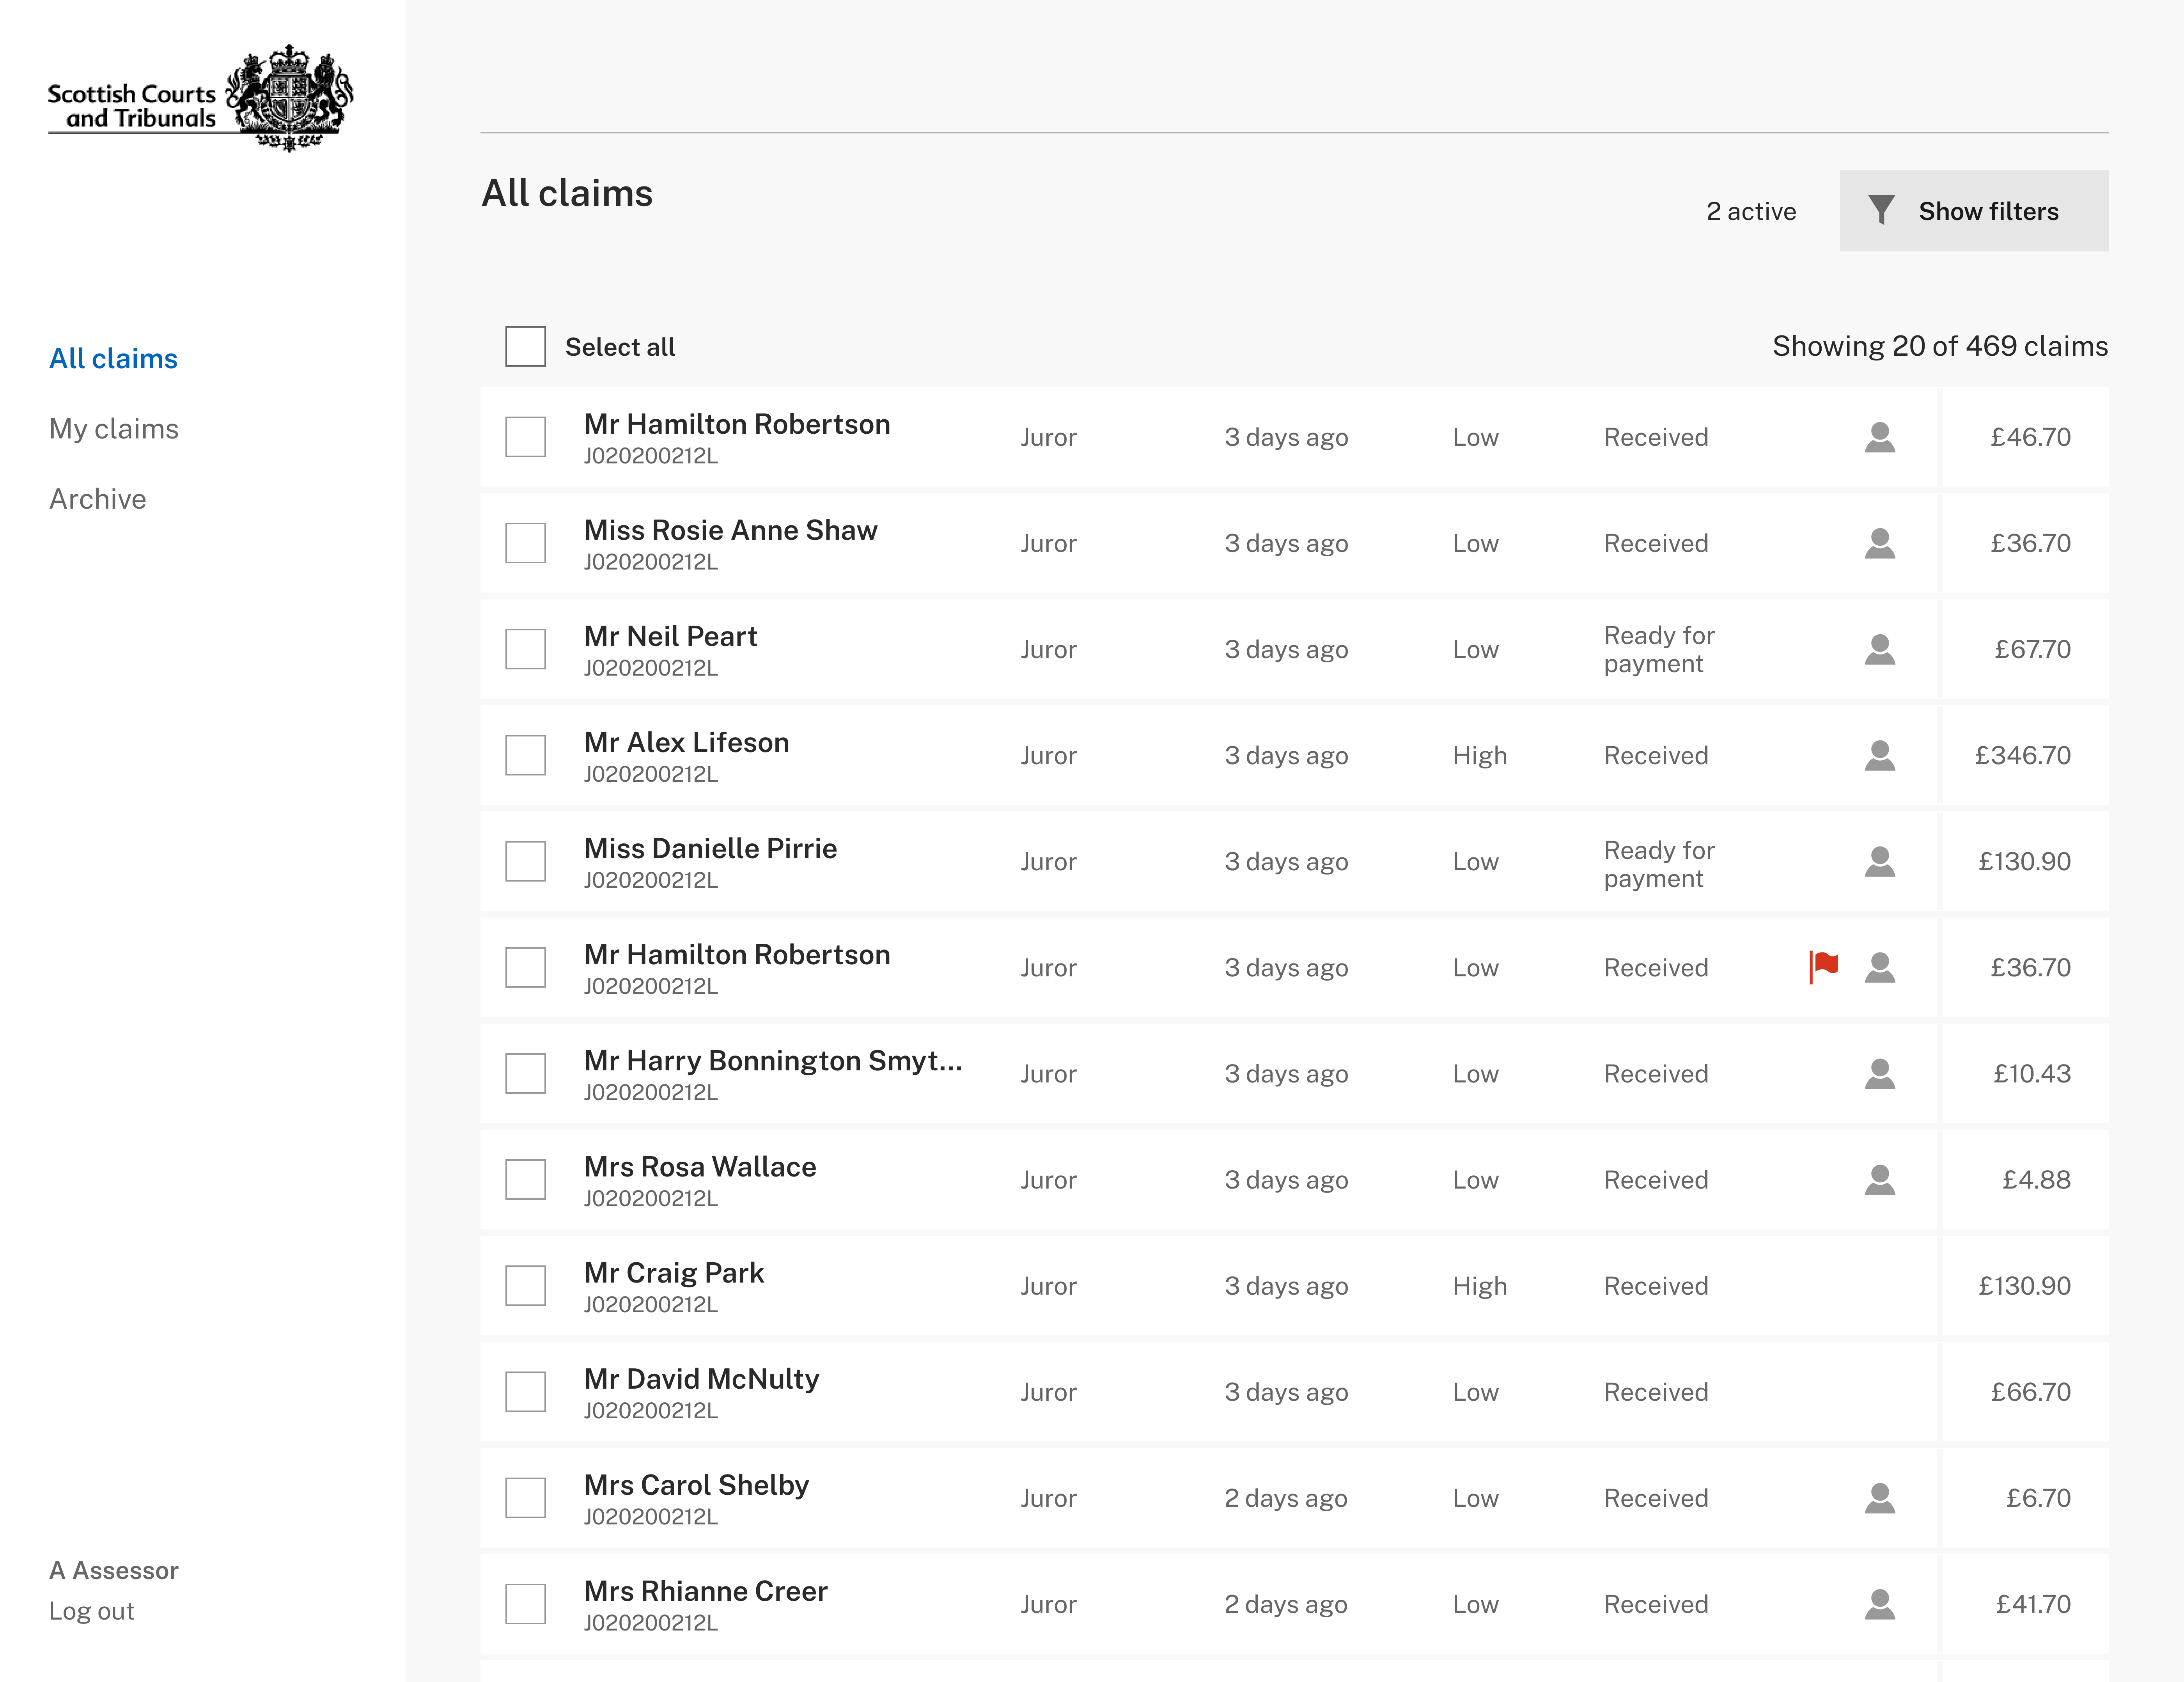 Scottish Courts
and Tribunals
All claims
My claims
Archive
A Assessor
Log out
All claims
2 active
Show filters
Select all
Showing 20 of 469 claims
Mr Hamilton Robertson
J020200212L
Juror
3 days ago
Low
Received
£46.70
Miss Rosie Anne Shaw
J020200212L
Juror
3 days ago
Low
Received
£36.70
Mr Neil Peart
J020200212L
Juror
3 days ago
Low
Ready for
payment
£67.70
Mr Alex Lifeson
J020200212L
Juror
3 days ago
High
Received
£346.70
Miss Danielle Pirrie
J020200212L
Juror
3 days ago
Low
Ready for
payment
£130.90
Mr Hamilton Robertson
J020200212L
Juror
3 days ago
Low
Received
£36.70
Mr Harry Bonnington Smyt...
J020200212L
Juror
3 days ago
Low
Received
£10.43
Mrs Rosa Wallace
J020200212L
Juror
3 days ago
Low
Received
£4.88
Mr Craig Park
J020200212L
Juror
3 days ago
High
Received
£130.90
Mr David McNulty
J020200212L
Juror
3 days ago
Low
Received
£66.70
Mrs Carol Shelby
J020200212L
Juror
2 days ago
Low
Received
£6.70
Mrs Rhianne Creer
J020200212L
Juror
2 days ago
Low
Received
£41.70